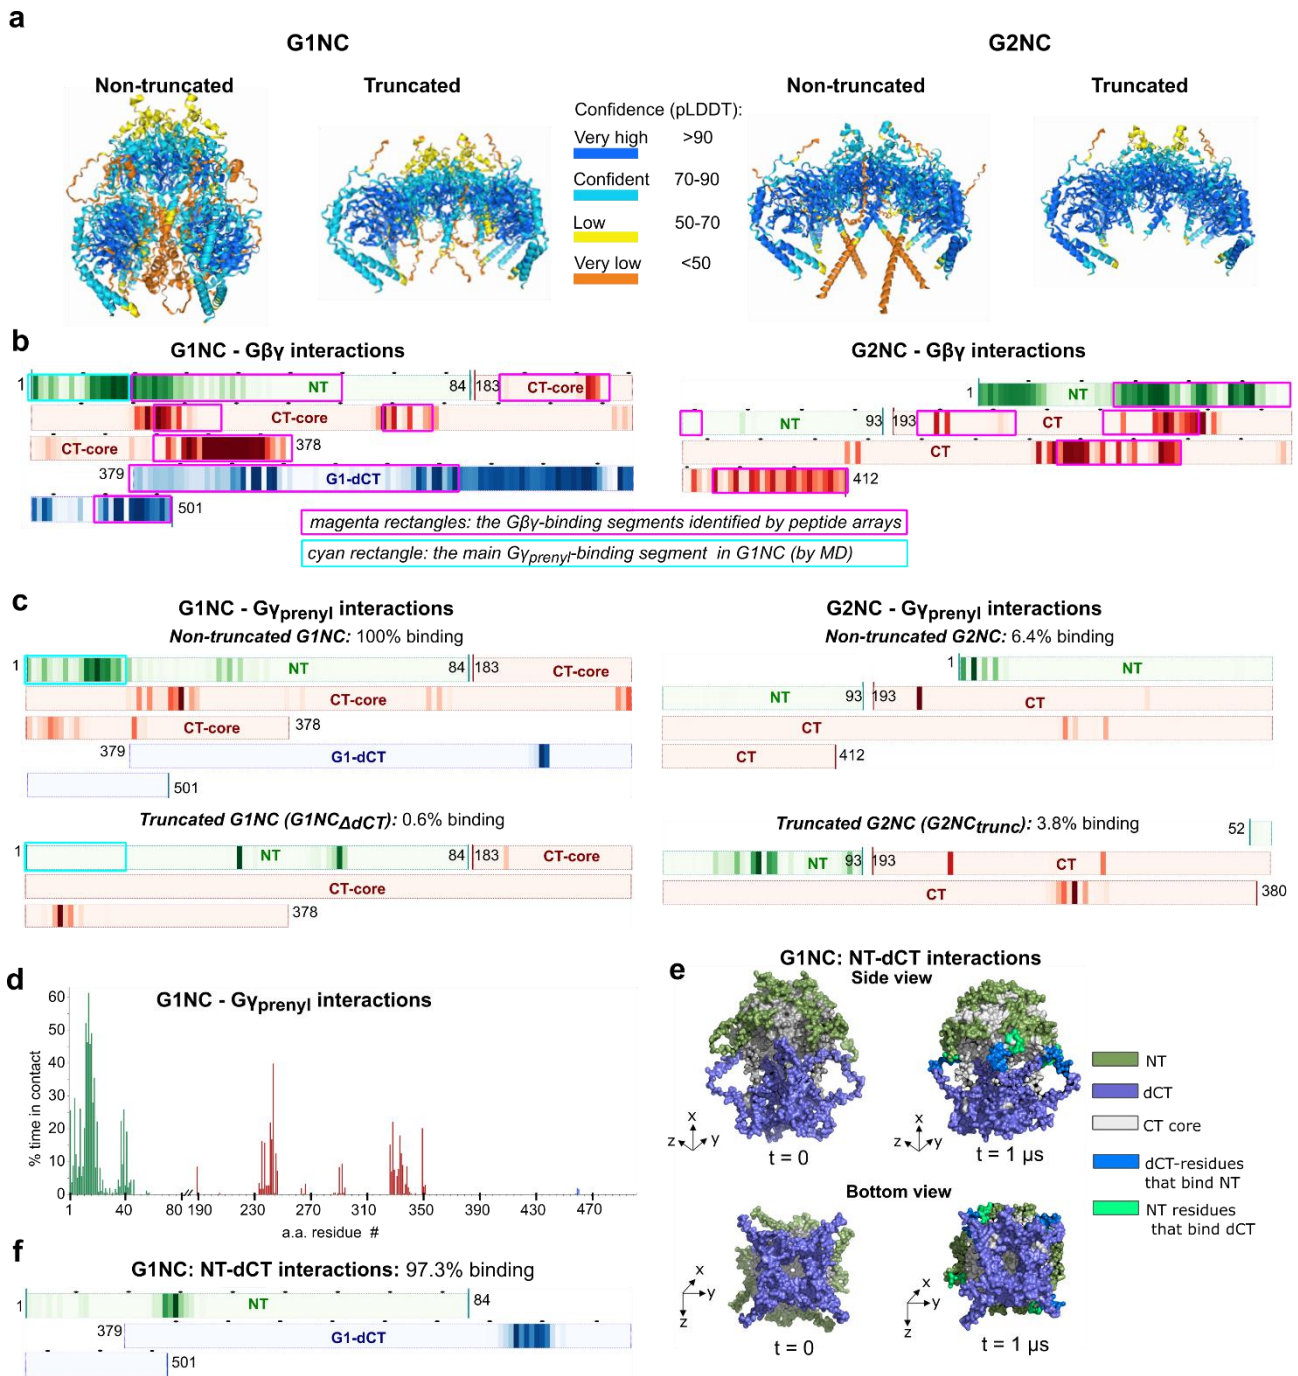 a
G1NC
G2NC
Non-truncated
Truncated
Confidence (pLDDT):
Very high >90
Confident 70-90
Low 50-70
Very low <50
Non-truncated
Truncated
b
G1NC - Gβγ interactions
1 NT 84 183 CT-core
CT-core
CT-core 378
379 G1-dCT
501
G2NC - Gβγ interactions
1 NT
NT 93 193 CT
CT
412
magenta rectangles: the Gβγ-binding segments identified by peptide arrays
cyan rectangle: the main Gγprenyl-binding segment in G1NC (by MD)
c
G1NC - Gγprenyl interactions
Non-truncated G1NC: 100% binding
1 NT 84 183 CT-core
CT-core
CT-core 378
379 G1-dCT
501
Truncated G1NC (G1NCΔdCT): 0.6% binding
1 NT 84 183 CT-core
CT-core
378
G2NC - Gγprenyl interactions
Non-truncated G2NC: 6.4% binding
1 NT
NT 93 193 CT
CT
CT 412
Truncated G2NC (G2NCtrunc): 3.8% binding
52
NT 93 193 CT
CT 380
d
G1NC - Gγprenyl interactions
% time in contact
60
50
40
30
20
10
0
1 40 80 190 230 270 310 350 390 430 470
a.a. residue #
e
G1NC: NT-dCT interactions
Side view
x
z y
t = 0
x
z y
t = 1 µs
Bottom view
x
y
z
t = 0
x
y
z
t = 1 µs
NT
dCT
CT core
dCT-residues
that bind NT
NT residues
that bind dCT
f
G1NC: NT-dCT interactions: 97.3% binding
1 NT 84
379 G1-dCT
501